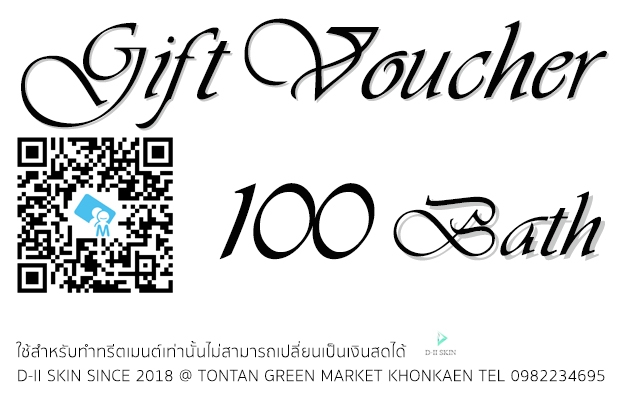 Gift Voucher
M
100 Bath
ใช้สำหรับทำทรีตเมนต์เท่านั้นไม่สามารถเปลี่ยนเป็นเงินสดได้
D-II SKIN
D-II SKIN SINCE 2018 @ TONTAN GREEN MARKET KHONKAEN TEL 0982234695